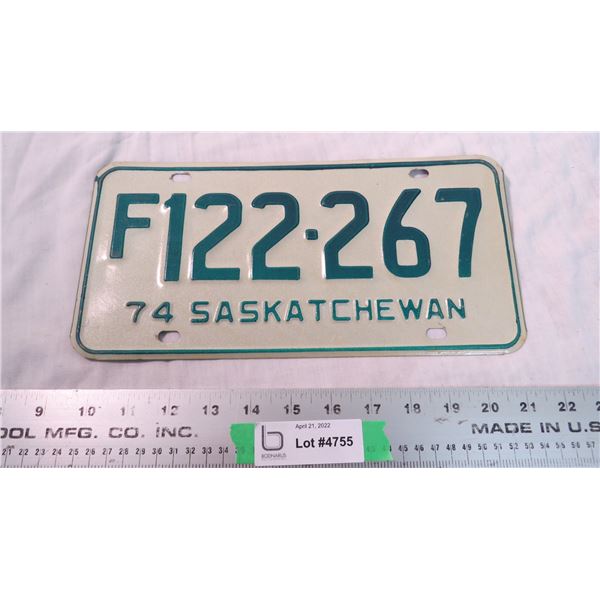 F122·267
74 SASKATCHEWAN
9 10 11 12 13 14 15 16 17 18 19 20 21 22
OOL MFG. CO. INC. MADE IN U.S
April 21, 2022
BODNARUS
Lot #4755